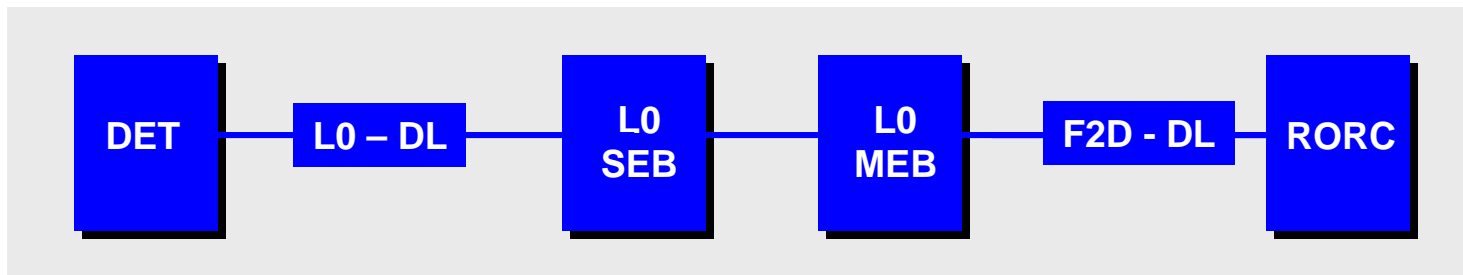 DET
L0 – DL
L0
SEB
L0
MEB
F2D - DL
RORC